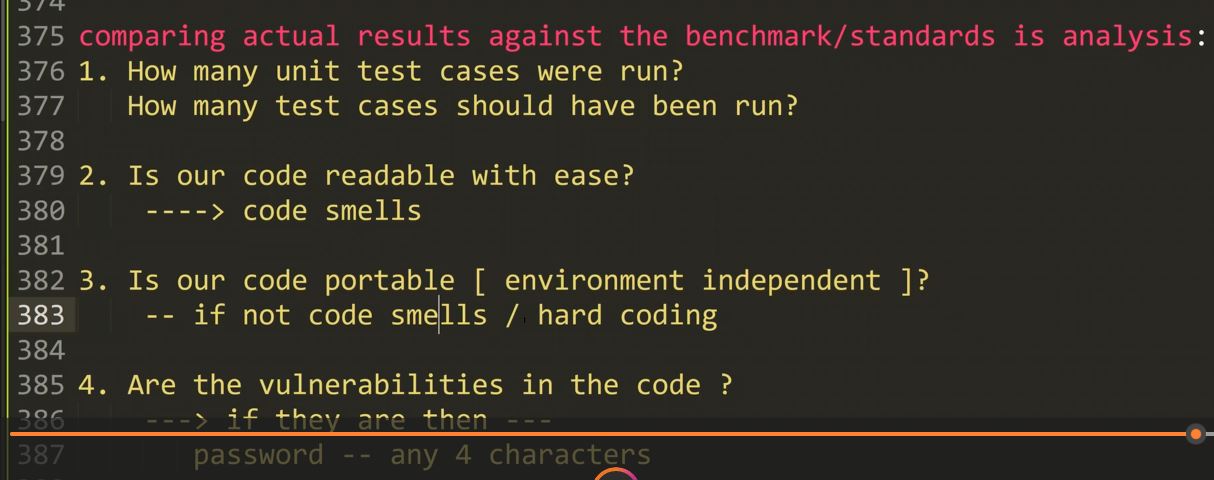 374
375 comparing actual results against the benchmark/standards is analysis:
376 1. How many unit test cases were run?
377    How many test cases should have been run?
378
379 2. Is our code readable with ease?
380     ----> code smells
381
382 3. Is our code portable [ environment independent ]?
383     -- if not code smells / hard coding
384
385 4. Are the vulnerabilities in the code ?
386     ---> if they are then ---
387        password -- any 4 characters